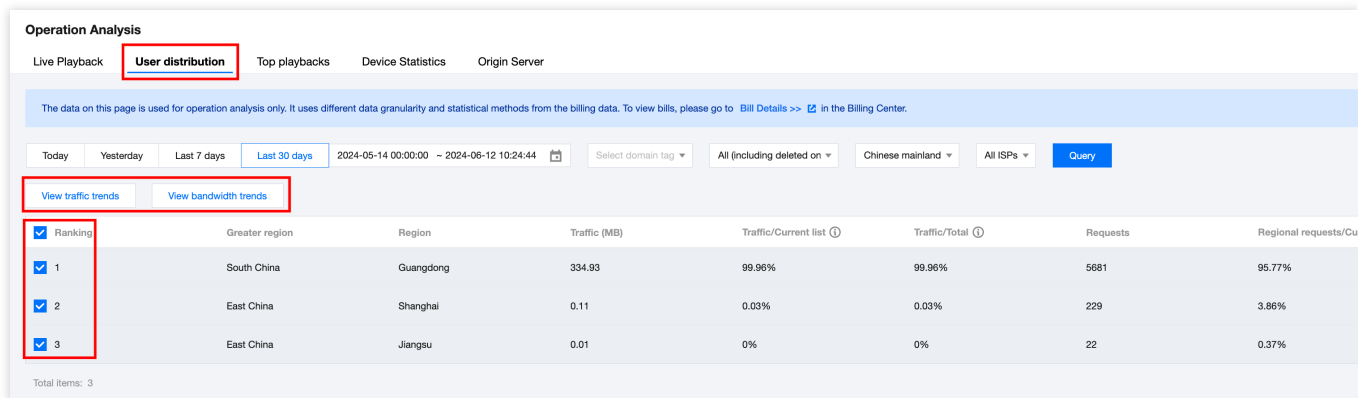 Operation Analysis
Live Playback User distribution Top playbacks Device Statistics Origin Server
The data on this page is used for operation analysis only. It uses different data granularity and statistical methods from the billing data. To view bills, please go to Bill Details >> in the Billing Center.
Today Yesterday Last 7 days Last 30 days 2024-05-14 00:00:00 ~ 2024-06-12 10:24:44 Select domain tag All (including deleted on Chinese mainland All ISPs Query
View traffic trends View bandwidth trends
Ranking Greater region Region Traffic (MB) Traffic/Current list Traffic/Total Requests Regional requests/Cu
1 South China Guangdong 334.93 99.96% 99.96% 5681 95.77%
2 East China Shanghai 0.11 0.03% 0.03% 229 3.86%
3 East China Jiangsu 0.01 0% 0% 22 0.37%
Total items: 3